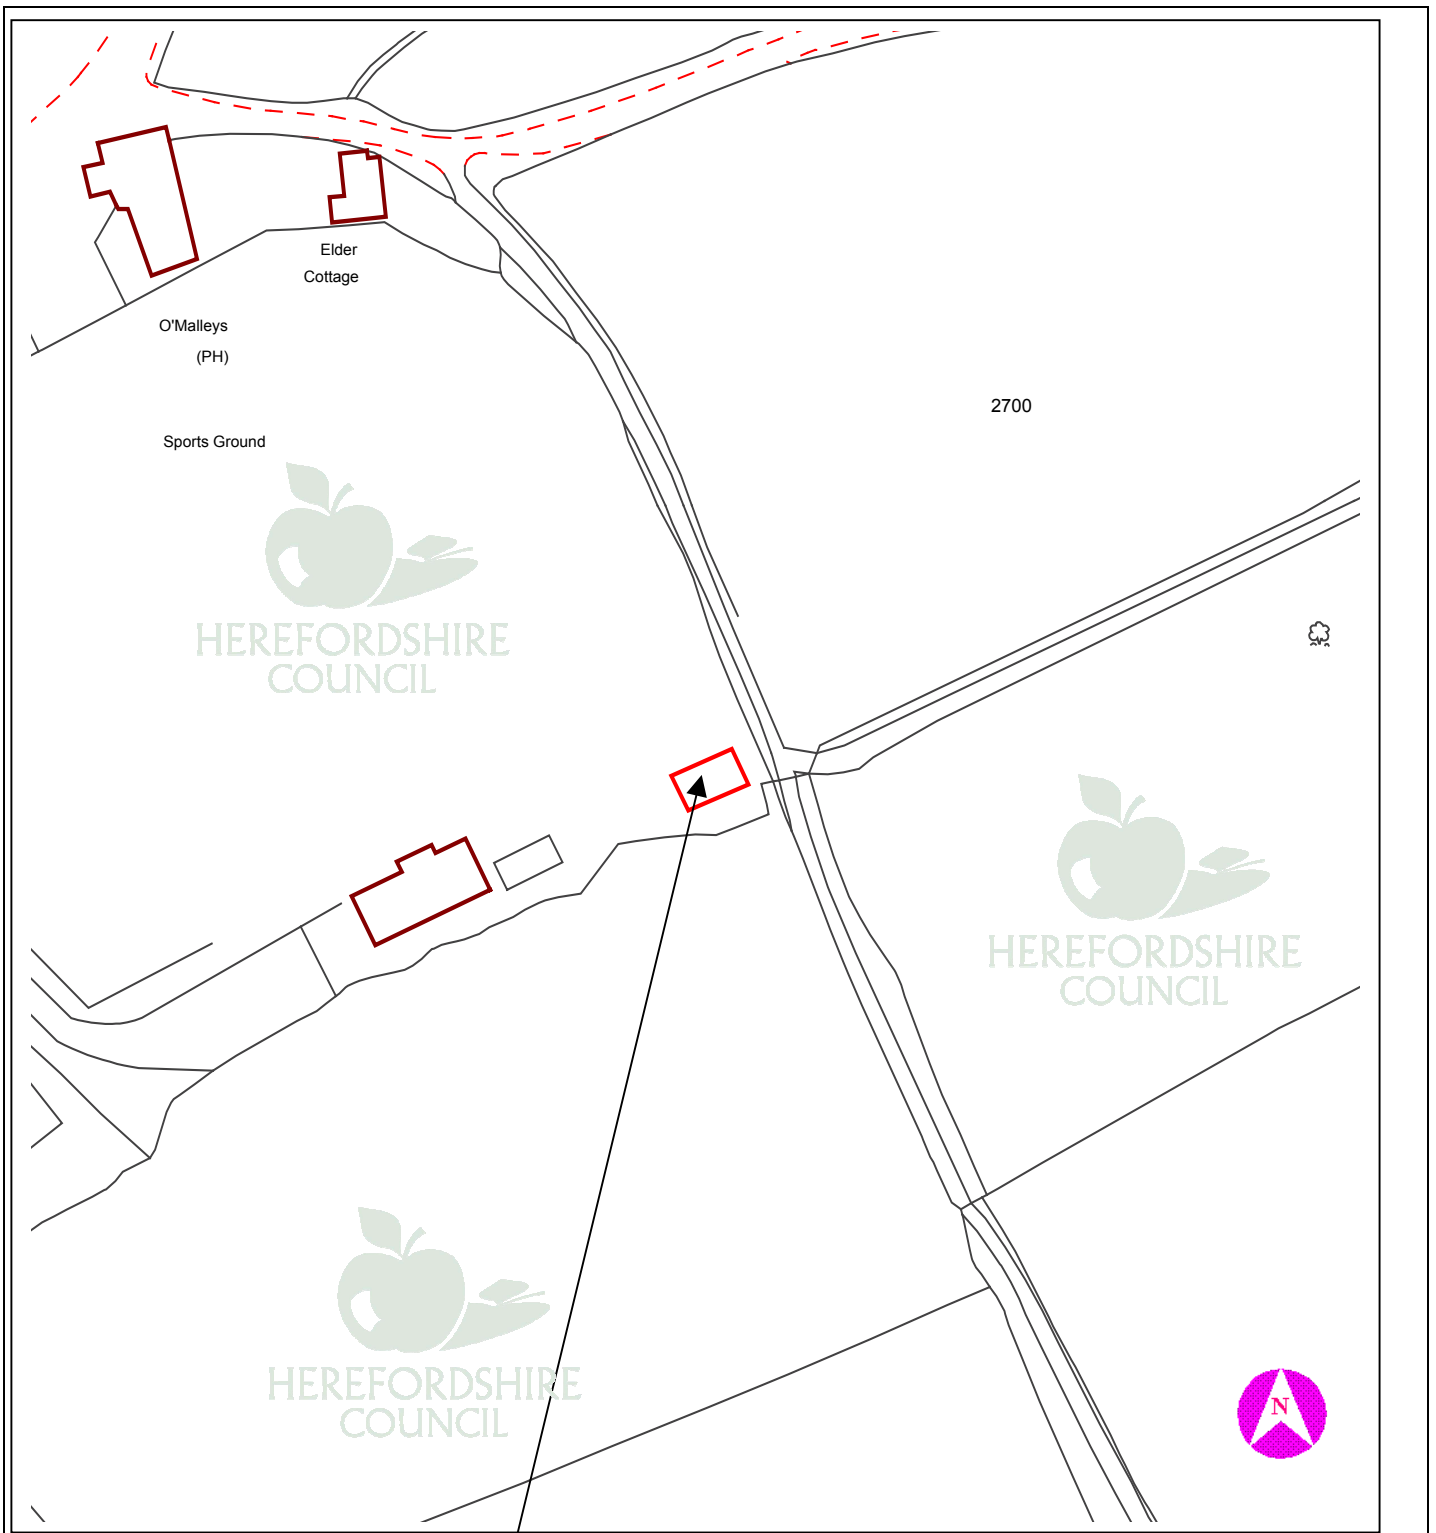 Elder
Cottage
O'Malleys
(PH)
2700
Sports Ground
HEREFORDSHIRE
COUNCIL
HEREFORDSHIRE
COUNCIL
HEREFORDSHIRE
COUNCIL
N